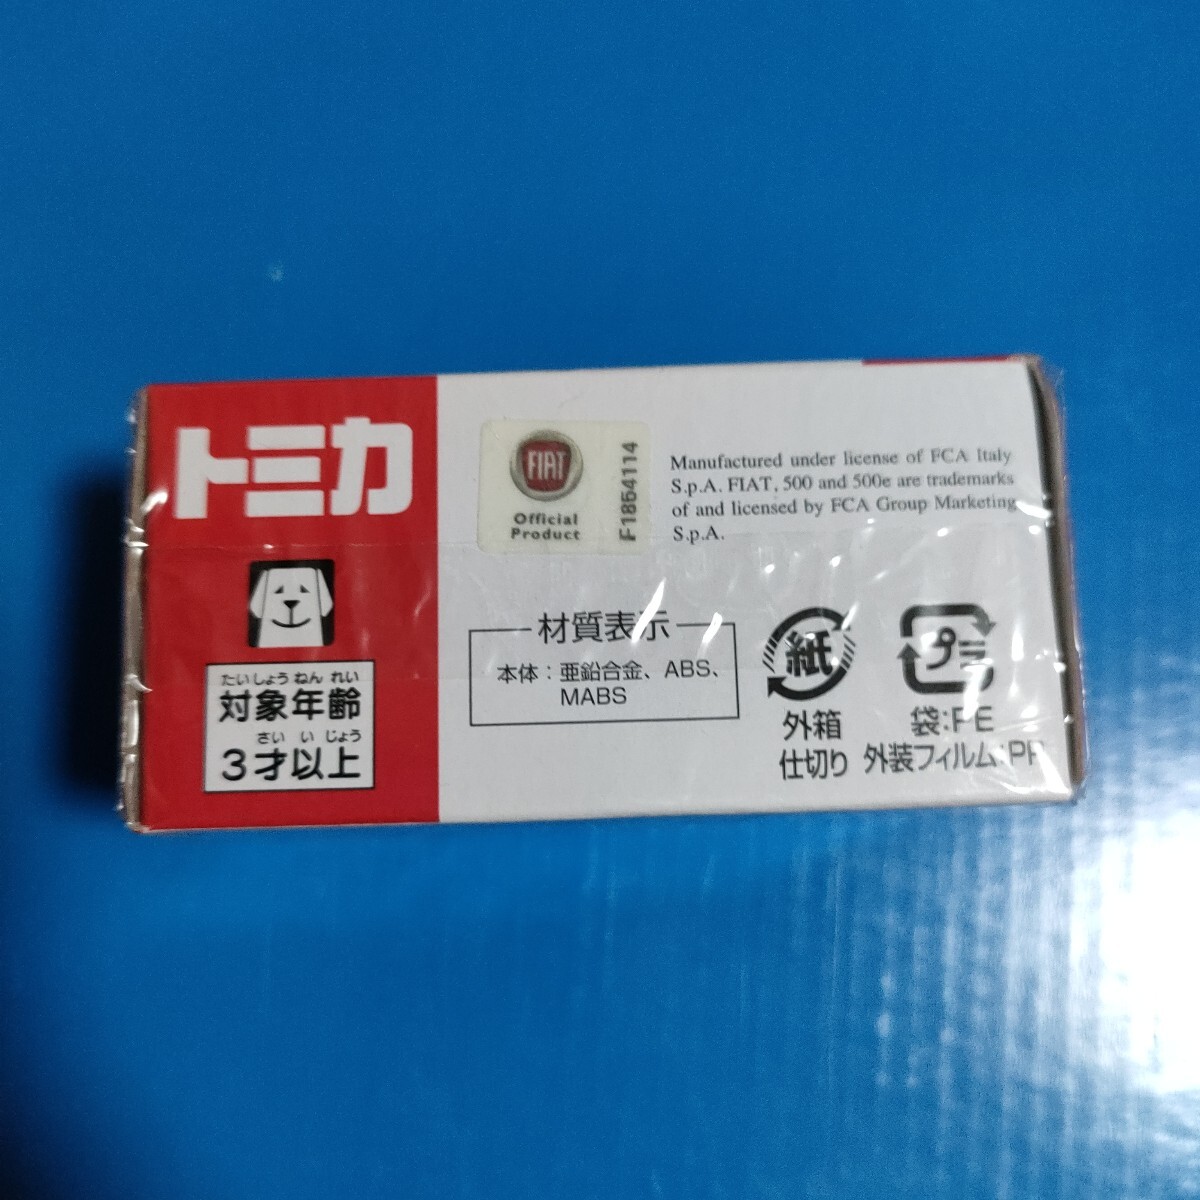 トミカ
たいしょうねんれい
対象年齢
さい い じょう
3才以上
FIAT
Official
Product
F1864114
Manufactured under license of FCA Italy
S.p.A. FIAT, 500 and 500e are trademarks
of and licensed by FCA Group Marketing
S.p.A.
材質表示
本体：亜鉛合金、ABS、
MABS
紙
外箱
仕切り
プラ
袋:PE
外装フィルム:PP